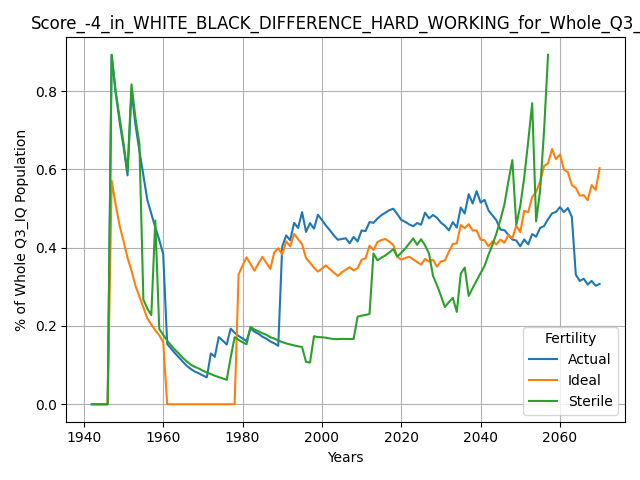 Score_-4_in_WHITE_BLACK_DIFFERENCE_HARD_WORKING_for_Whole_Q3_
% of Whole Q3_IQ Population
0.8
0.6
0.4
0.2
0.0
1940 1960 1980 2000 2020 2040 2060
Years
Fertility
Actual
Ideal
Sterile